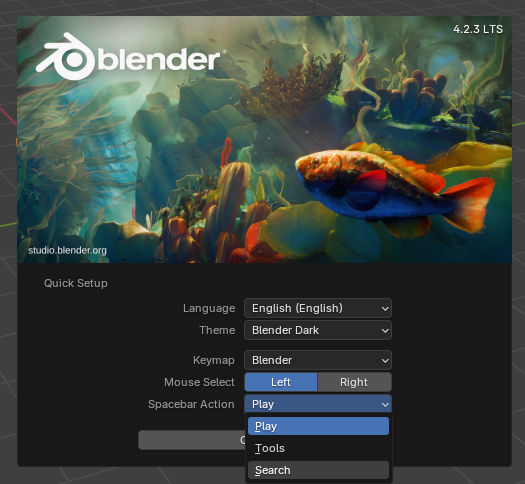 4.2.3 LTS
blender
studio.blender.org
Quick Setup
Language English (English)
Theme Blender Dark
Keymap Blender
Mouse Select Left Right
Spacebar Action Play
Play
Tools
Search